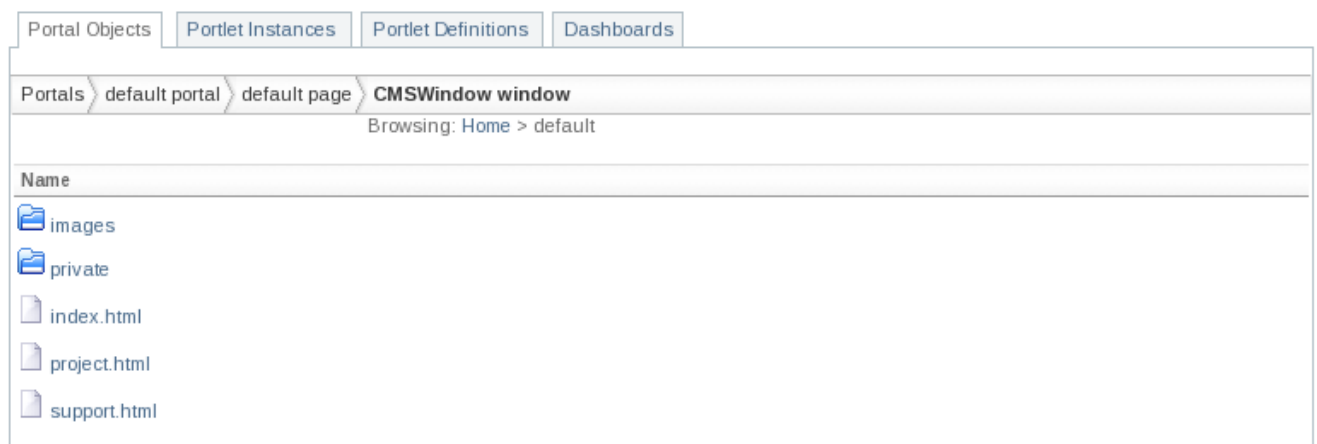 Portal Objects Portlet Instances Portlet Definitions Dashboards
Portals default portal default page CMSWindow window
Browsing: Home > default
Name
images
private
index.html
project.html
support.html